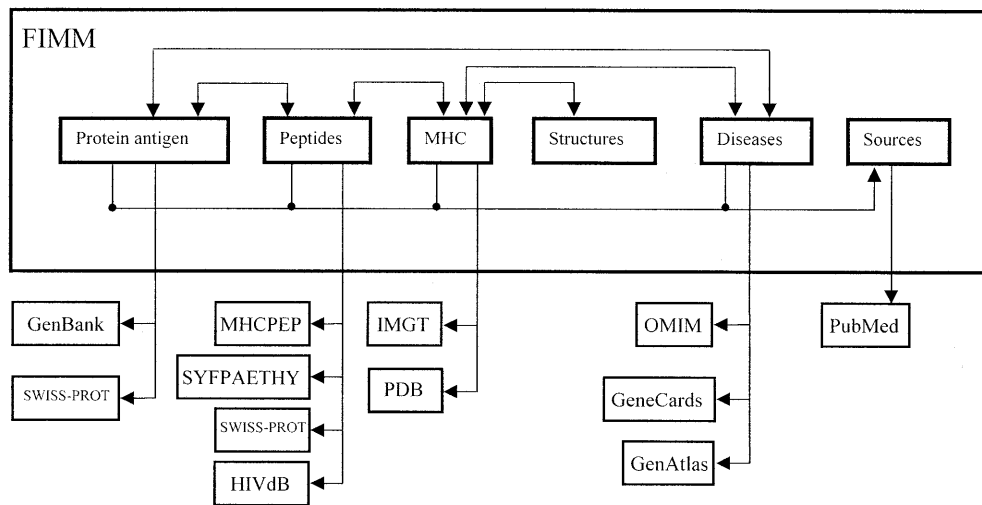 FIMM
Protein antigen
Peptides
MHC
Structures
Diseases
Sources
GenBank
SWISS-PROT
MHCPEP
SYFPAETHY
SWISS-PROT
HIVdB
IMGT
PDB
OMIM
GeneCards
GenAtlas
PubMed